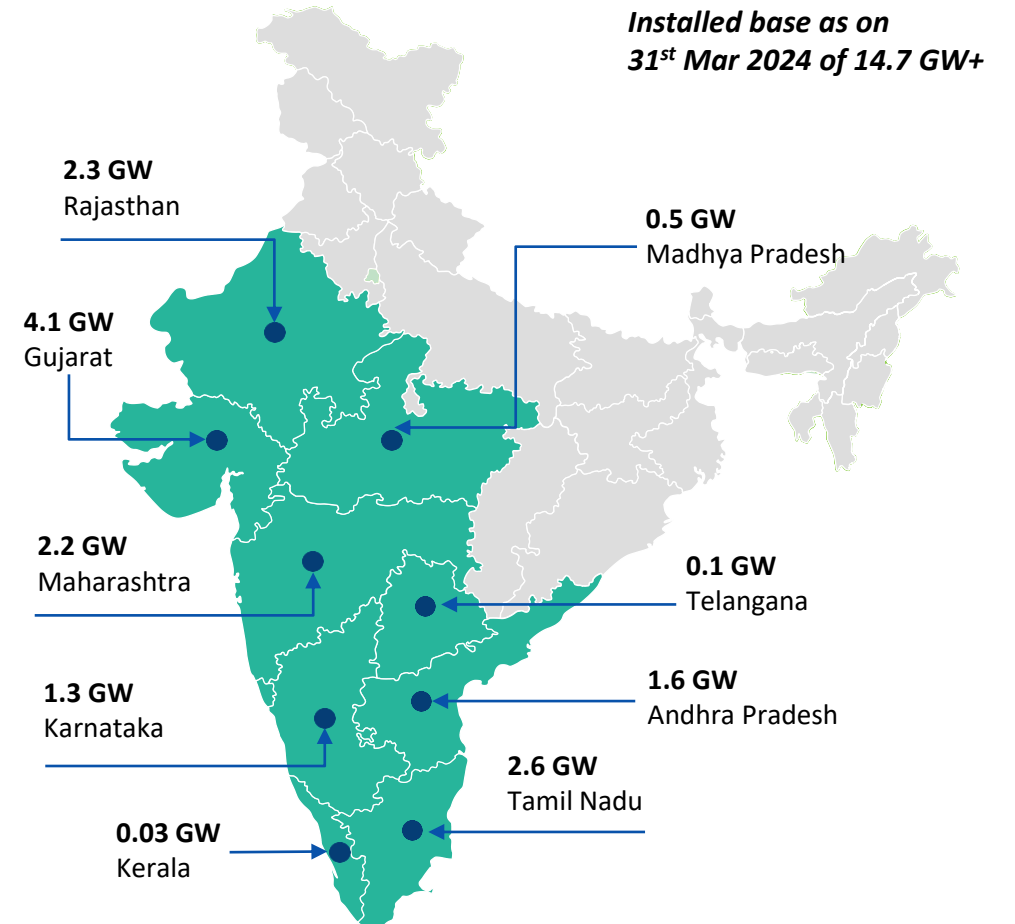 Installed base as on
31st Mar 2024 of 14.7 GW+
2.3 GW
Rajasthan
0.5 GW
Madhya Pradesh
4.1 GW
Gujarat
2.2 GW
Maharashtra
0.1 GW
Telangana
1.3 GW
Karnataka
1.6 GW
Andhra Pradesh
2.6 GW
Tamil Nadu
0.03 GW
Kerala